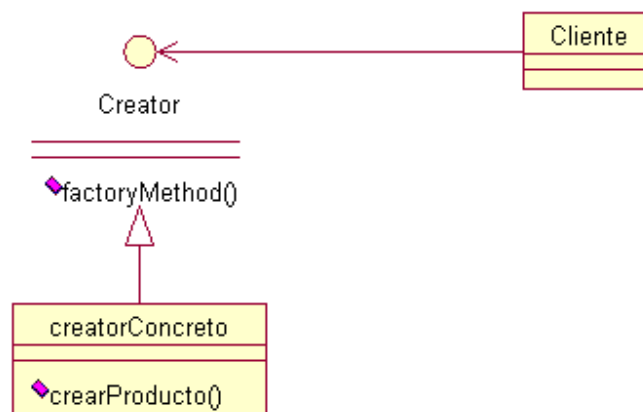 Cliente
Creator
factoryMethod()
creatorConcreto
crearProducto()